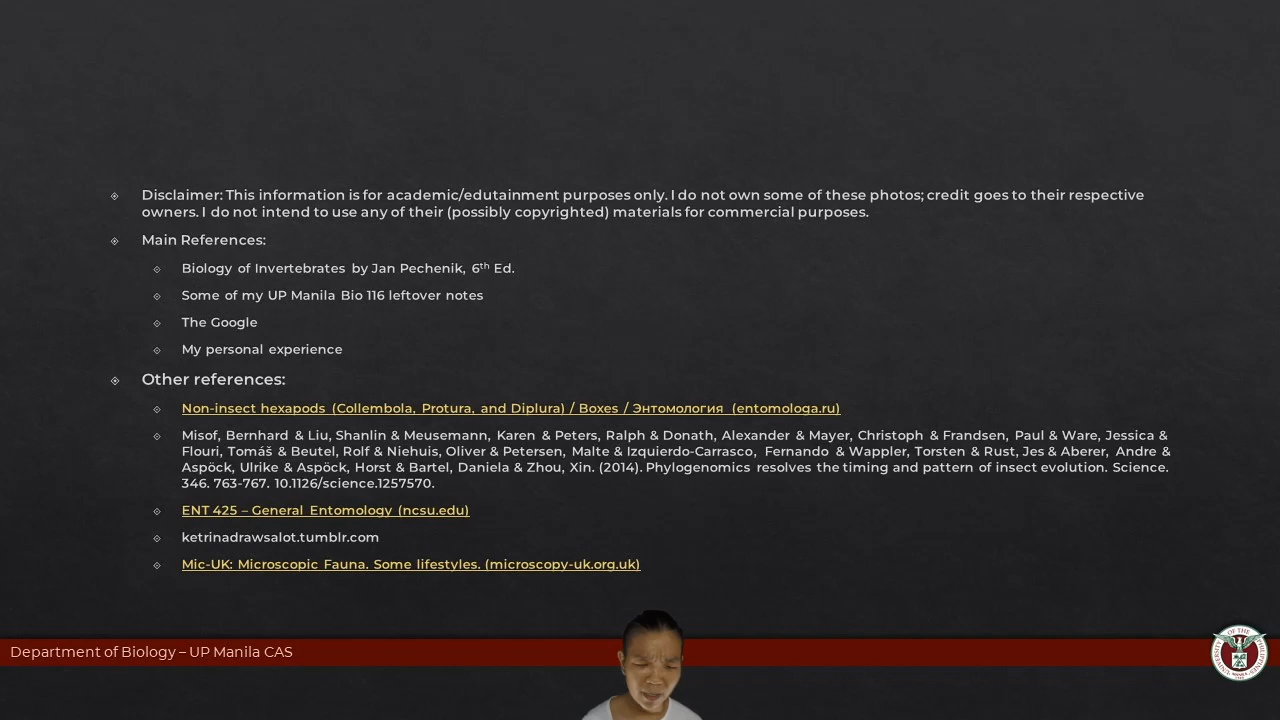 Disclaimer: This information is for academic/edutainment purposes only. I do not own some of these photos; credit goes to their respective
owners. I do not intend to use any of their (possibly copyrighted) materials for commercial purposes.
Main References:
Biology of Invertebrates by Jan Pechenik, 6th Ed.
Some of my UP Manila Bio 116 leftover notes
The Google
My personal experience
Other references:
Non-insect hexapods (Collembola, Protura, and Diplura) / Boxes / Энтомология (entomologa.ru)
Misof, Bernhard & Liu, Shanlin & Meusemann, Karen & Peters, Ralph & Donath, Alexander & Mayer, Christoph & Frandsen, Paul & Ware, Jessica &
Flouri, Tomáš & Beutel, Rolf & Niehuis, Oliver & Petersen, Malte & Izquierdo-Carrasco, Fernando & Wappler, Torsten & Rust, Jes & Aberer, Andre &
Aspöck, Ulrike & Aspöck, Horst & Bartel, Daniela & Zhou, Xin. (2014). Phylogenomics resolves the timing and pattern of insect evolution. Science.
346. 763-767. 10.1126/science.1257570.
ENT 425 – General Entomology (ncsu.edu)
ketrinadrawsalot.tumblr.com
Mic-UK: Microscopic Fauna. Some lifestyles. (microscopy-uk.org.uk)
Department of Biology – UP Manila CAS